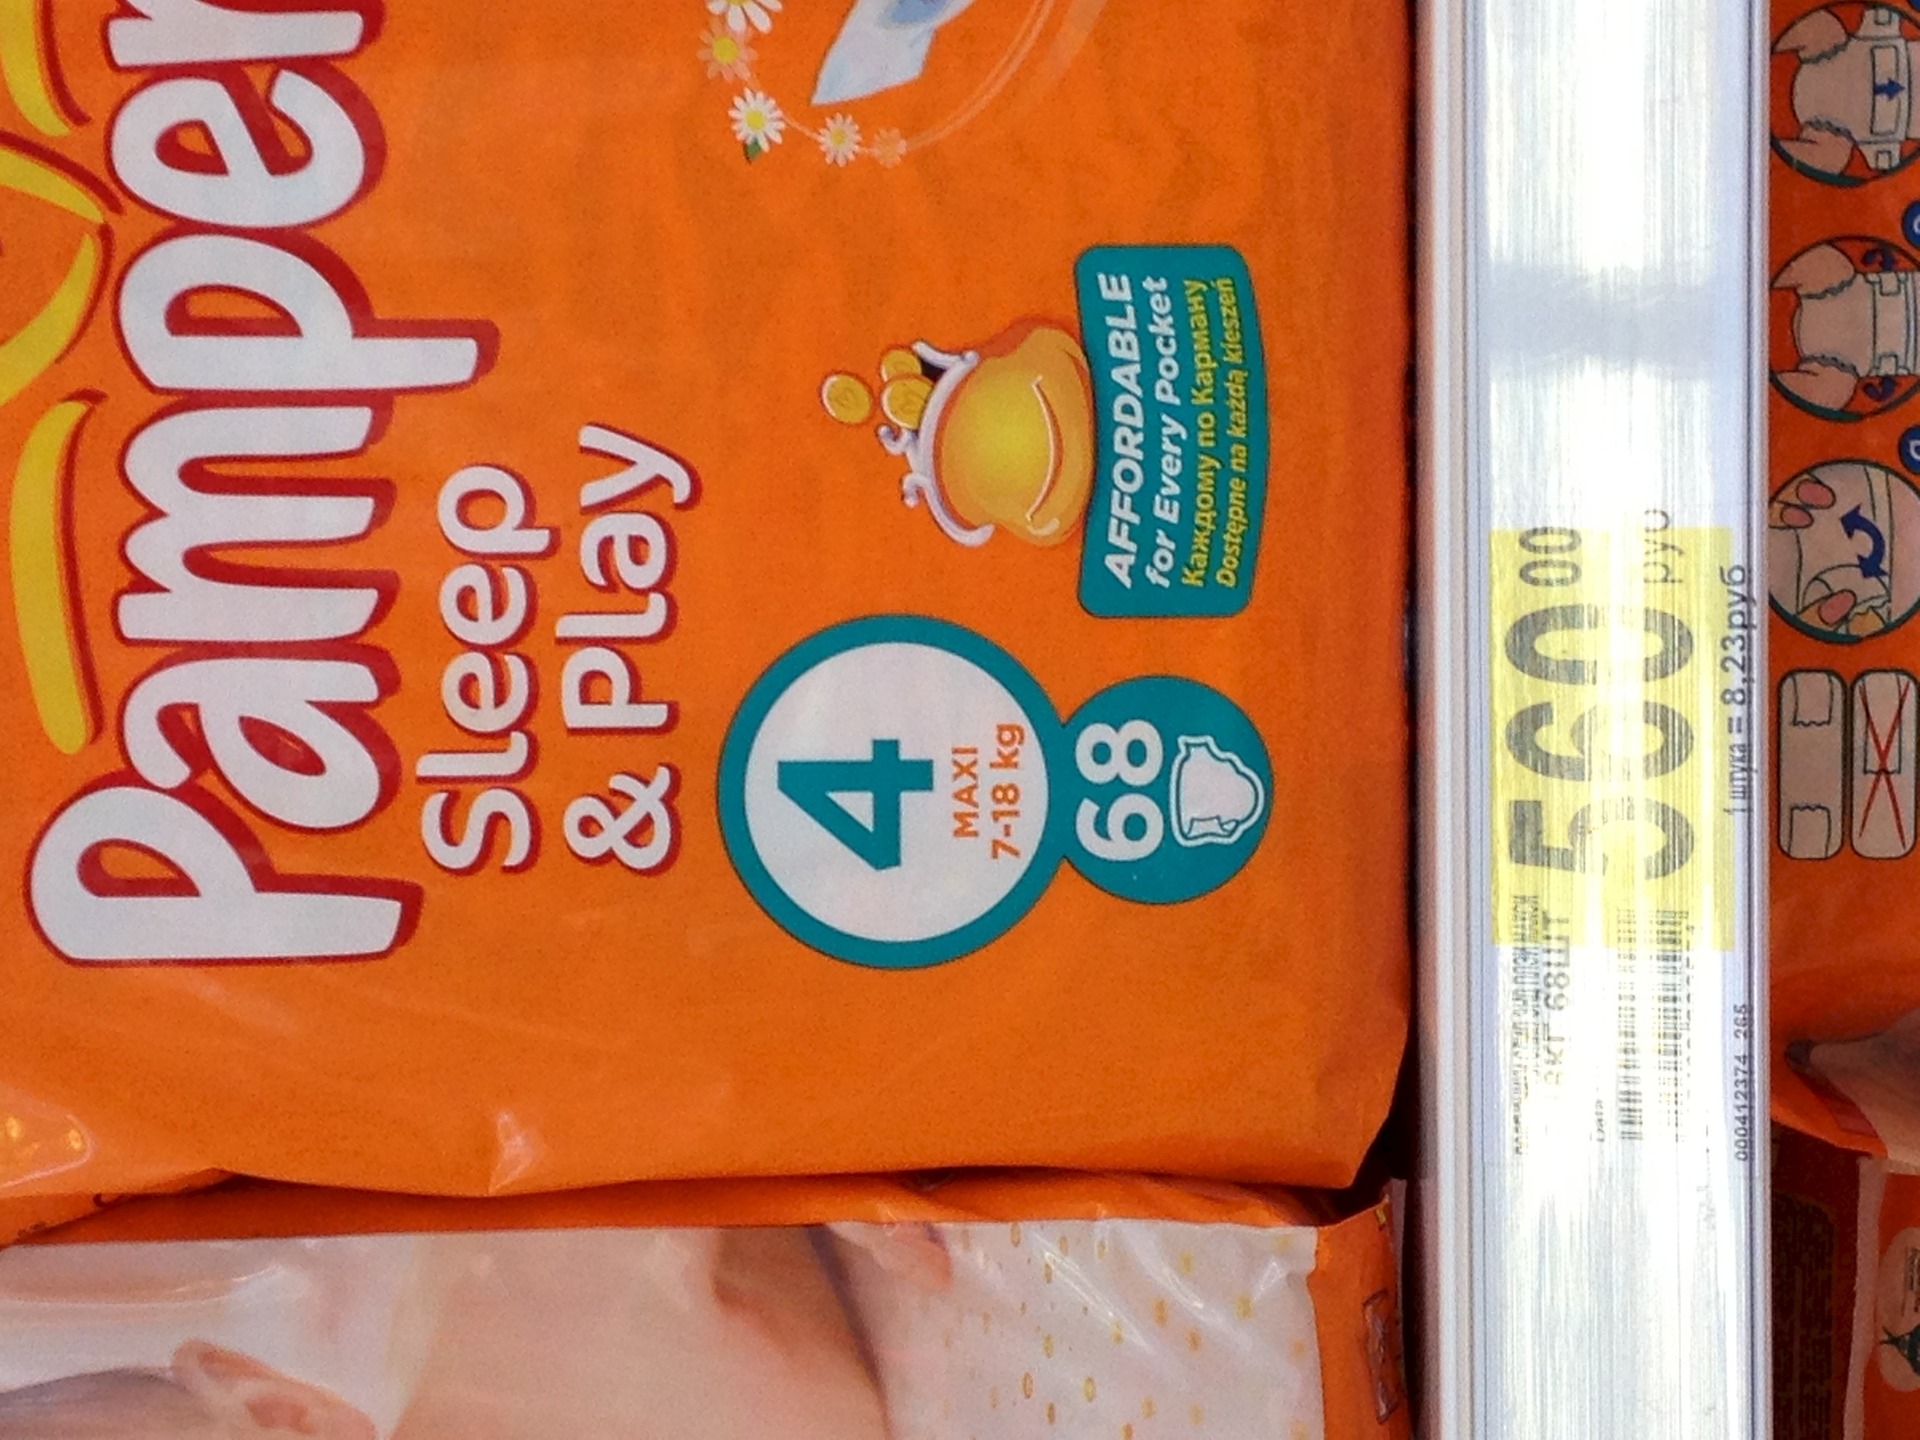 Pampers
Sleep
& Play
4
MAXI
7-18 kg
68
AFFORDABLE
for Every Pocket
Каждому по Карману
Dostępne na każdą kieszeń
560 00
руб
68ШТ
1 штука = 8,23руб
000412374 265